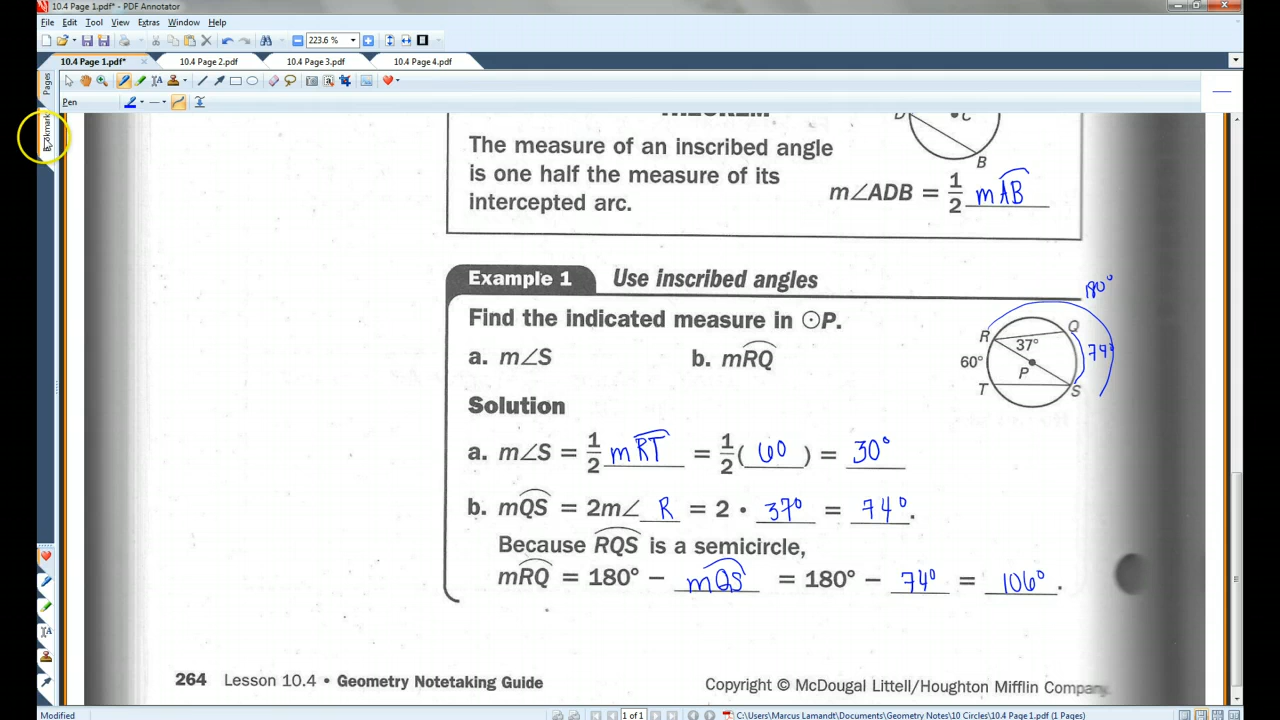 10.4 Page 1.pdf* - PDF Annotator
File Edit Tool View Extras Window Help
223.6 %
10.4 Page 1.pdf* 10.4 Page 2.pdf 10.4 Page 3.pdf 10.4 Page 4.pdf
Pages
Pen
The measure of an inscribed angle
is one half the measure of its
intercepted arc.
m∠ADB = 1/2 mAB
D C
B
Example 1 Use inscribed angles
Find the indicated measure in ⊙P.
a. m∠S b. mRQ
180°
R Q
37°
60° 74°
P
T S
Solution
a. m∠S = 1/2 mRT = 1/2( 60 ) = 30°
b. mQS = 2m∠ R = 2 • 37° = 74°.
Because RQS is a semicircle,
mRQ = 180° − mQS = 180° − 74° = 106°.
264 Lesson 10.4 • Geometry Notetaking Guide
Copyright © McDougal Littell/Houghton Mifflin Company.
Modified 1 of 1 C:\Users\Marcus Lamandt\Documents\Geometry Notes\10 Circles\10.4 Page 1.pdf (1 Pages)